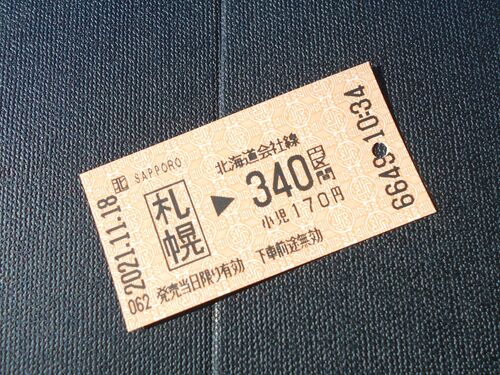 2021.11.18
北 SAPPORO
札幌
北海道会社線
▶ 340円区間
小児170円
062 発売当日限り有効 下車前途無効
6643 10:34